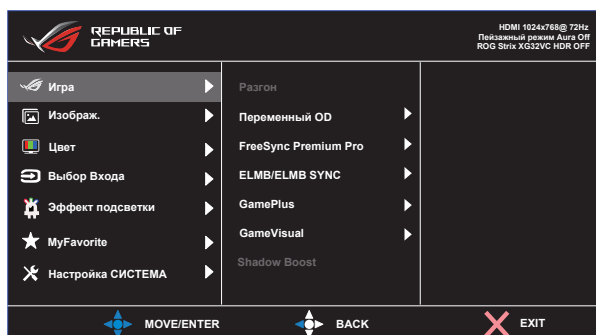 REPUBLIC OF
GAMERS
HDMI 1024x768@ 72Hz
Пейзажный режим Aura Off
ROG Strix XG32VC HDR OFF
Игра
Изображ.
Цвет
Выбор Входа
Эффект подсветки
MyFavorite
Настройка СИСТЕМА
Разгон
Переменный OD
FreeSync Premium Pro
ELMB/ELMB SYNC
GamePlus
GameVisual
Shadow Boost
MOVE/ENTER
BACK
EXIT